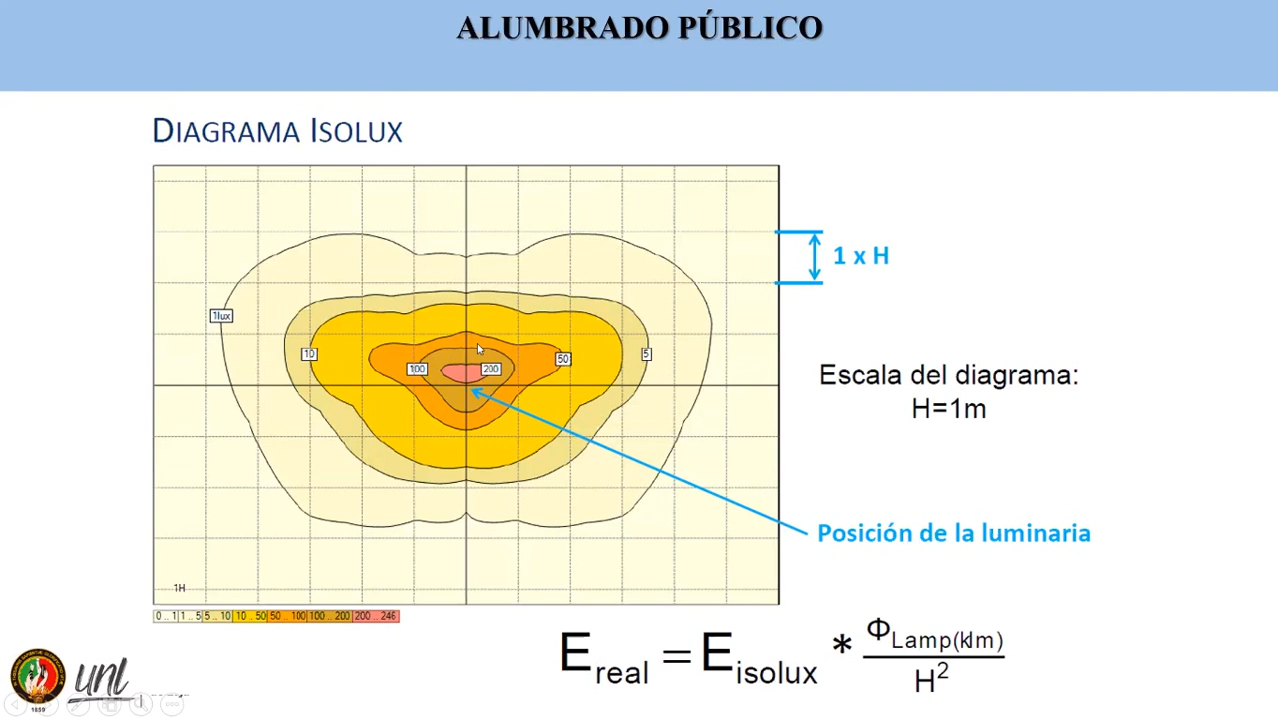 ALUMBRADO PÚBLICO
DIAGRAMA ISOLUX
1 x H
1lux
10
100
200
50
5
Escala del diagrama:
H=1m
Posición de la luminaria
1H
0 .. 1 1 .. 5 5 .. 10 10 .. 50 50 .. 100 100 .. 200 200 .. 246
E real = E isolux * Φ Lamp(klm) / H²
unl
1859